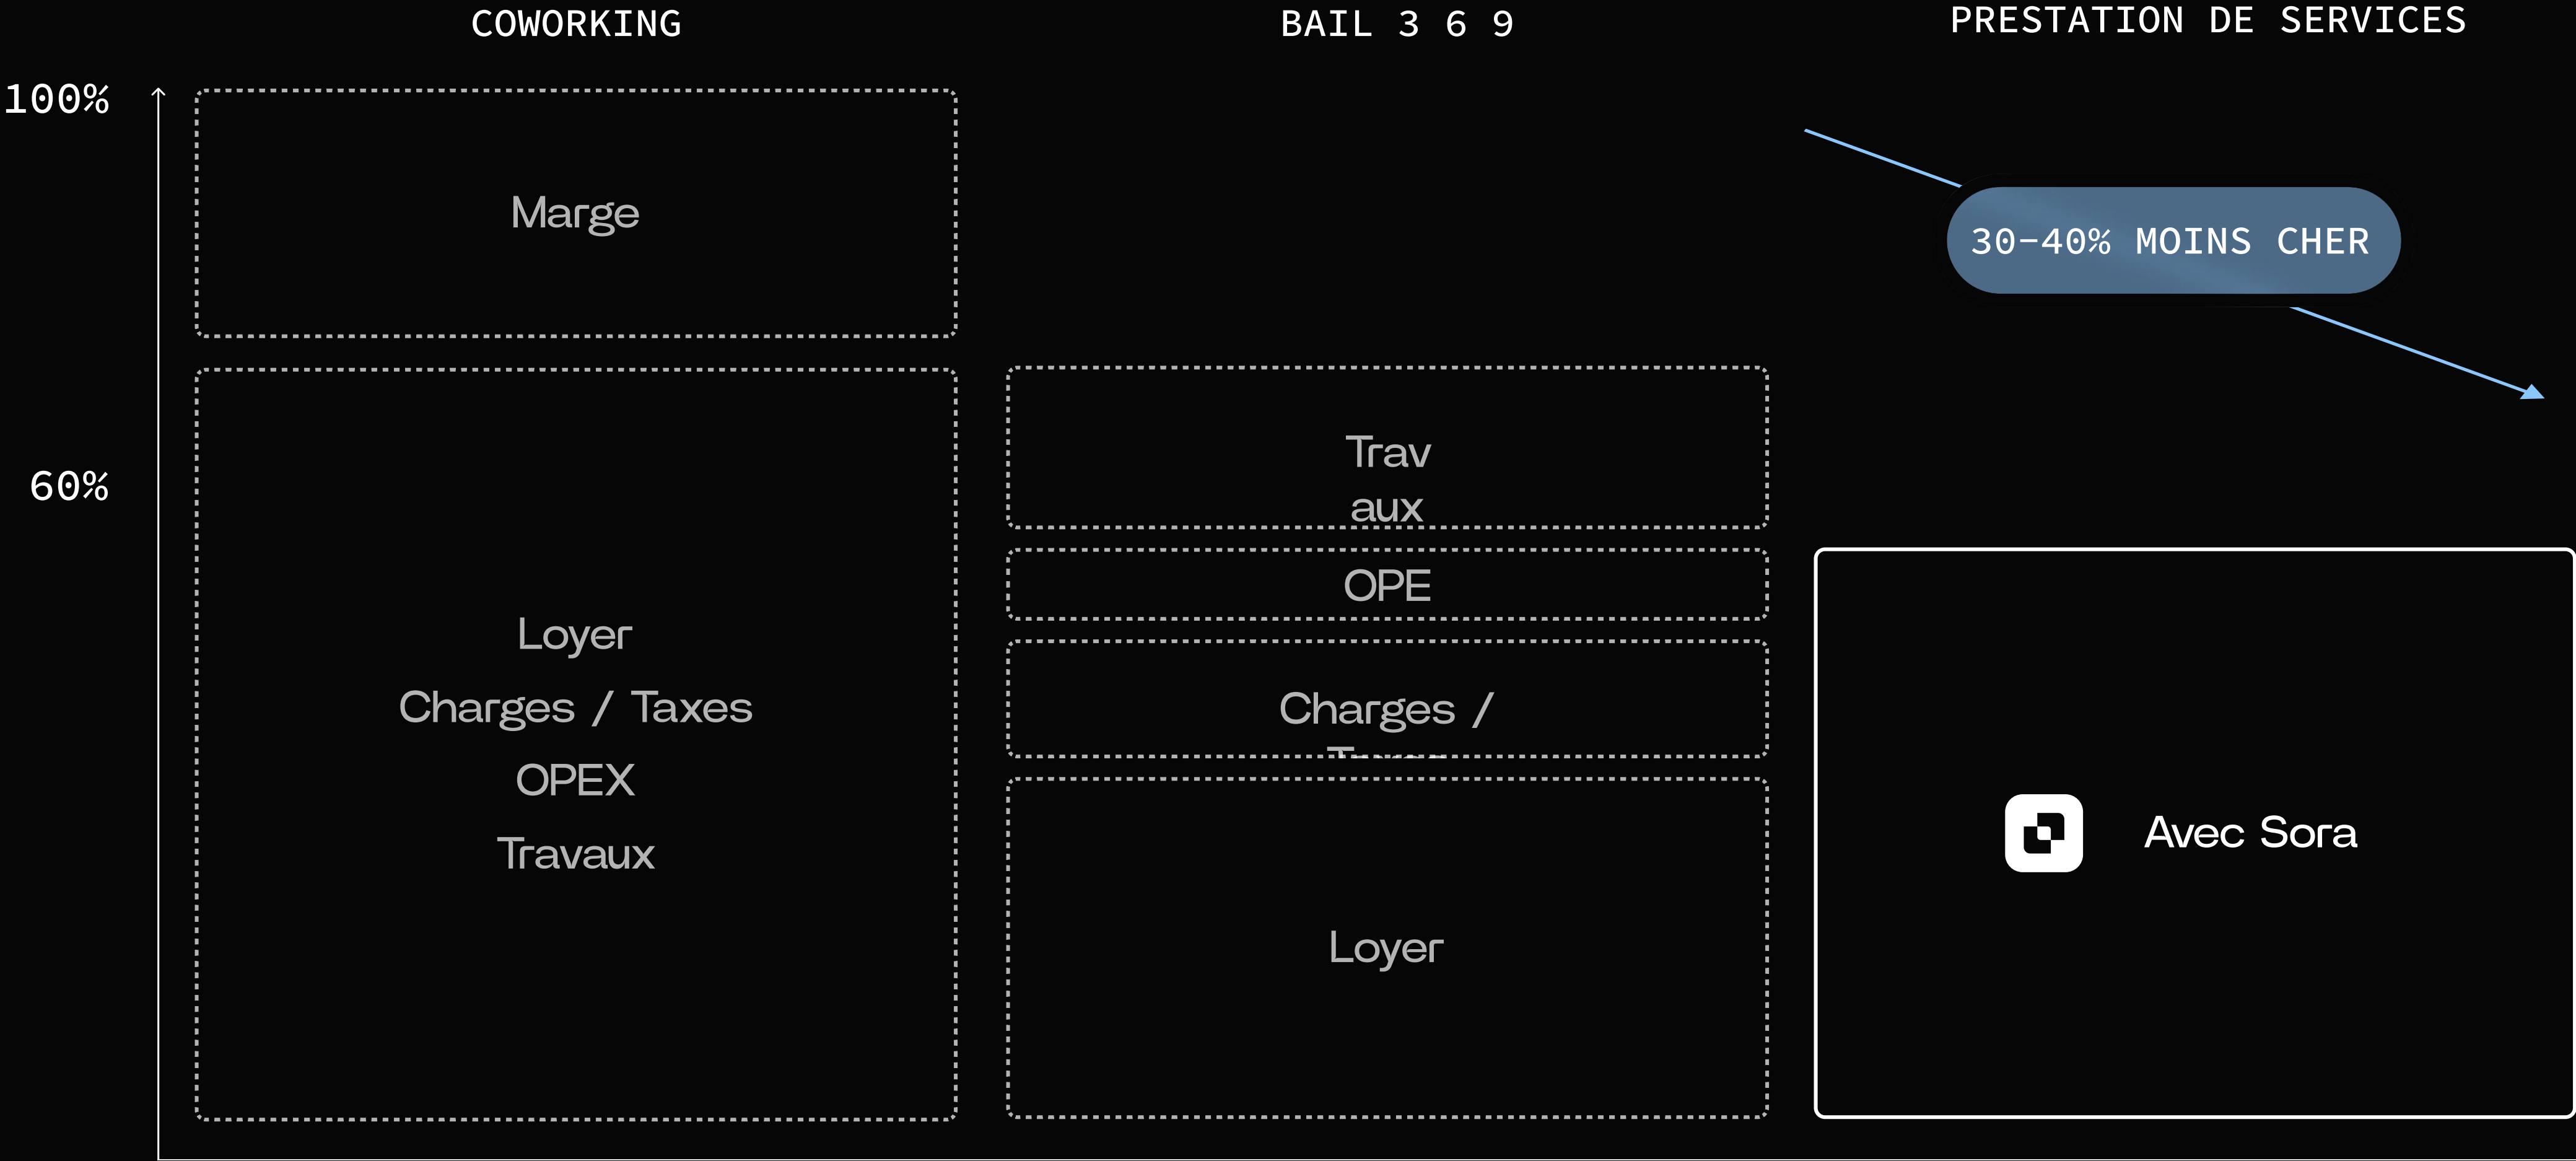 COWORKING
BAIL 3 6 9
PRESTATION DE SERVICES
100%
60%
Marge
Loyer
Charges / Taxes
OPEX
Travaux
Trav
aux
OPE
Charges /
Loyer
30-40% MOINS CHER
Avec Sora